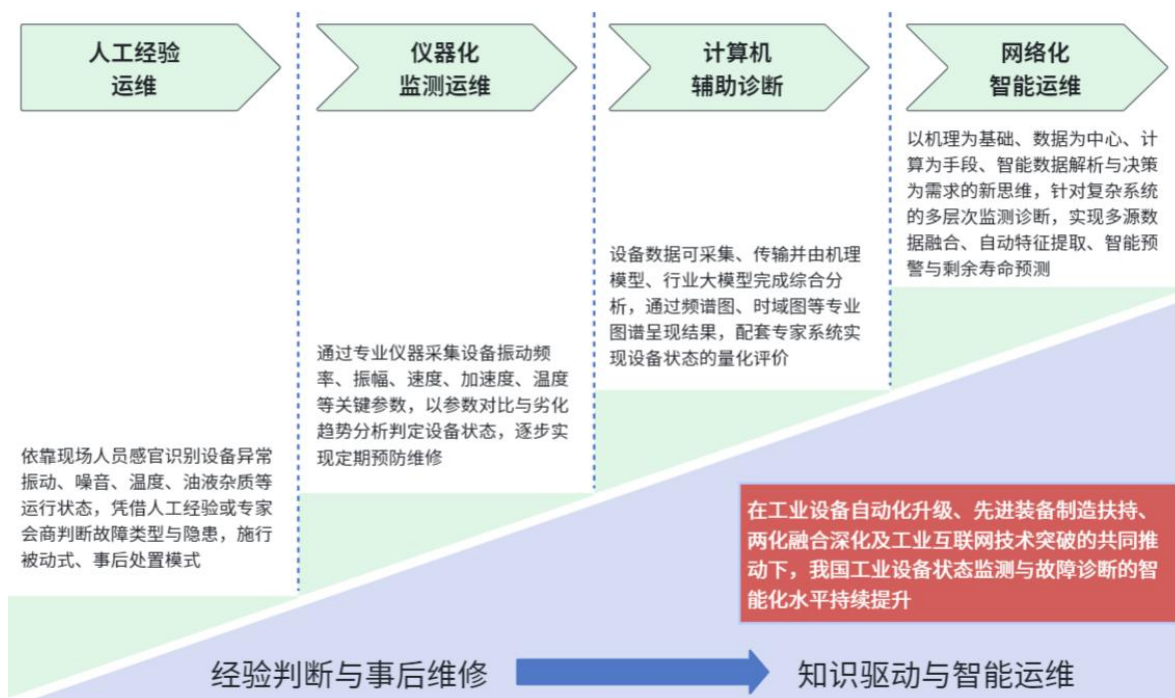 人工经验
运维
仪器化
监测运维
计算机
辅助诊断
网络化
智能运维
依靠现场人员感官识别设备异常
振动、噪音、温度、油液杂质等
运行状态，凭借人工经验或专家
会商判断故障类型与隐患，施行
被动式、事后处置模式
通过专业仪器采集设备振动频
率、振幅、速度、加速度、温度
等关键参数，以参数对比与劣化
趋势分析判定设备状态，逐步实
现定期预防维修
设备数据可采集、传输并由机理
模型、行业大模型完成综合分
析，通过频谱图、时域图等专业
图谱呈现结果，配套专家系统实
现设备状态的量化评价
以机理为基础、数据为中心、计
算为手段、智能数据解析与决策
为需求的新思维，针对复杂系统
的多层次监测诊断，实现多源数
据融合、自动特征提取、智能预
警与剩余寿命预测
在工业设备自动化升级、先进装备制造扶持、
两化融合深化及工业互联网技术突破的共同推
动下，我国工业设备状态监测与故障诊断的智
能化水平持续提升
经验判断与事后维修
知识驱动与智能运维